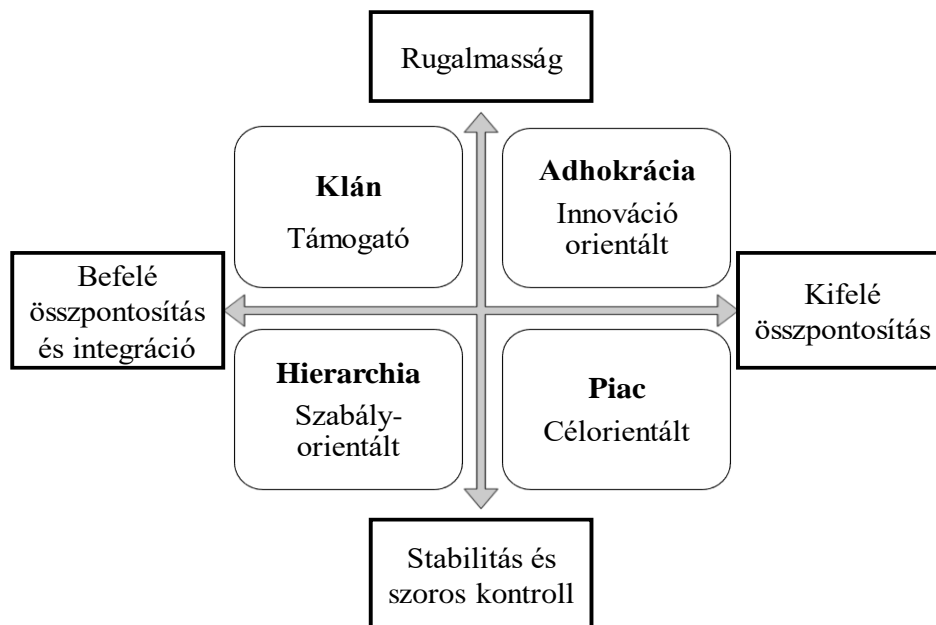 Rugalmasság
Klán
Támogató
Adhokrácia
Innováció
orientált
Befelé
összpontosítás
és integráció
Kifelé
összpontosítás
Hierarchia
Szabály-
orientált
Piac
Célorientált
Stabilitás és
szoros kontroll